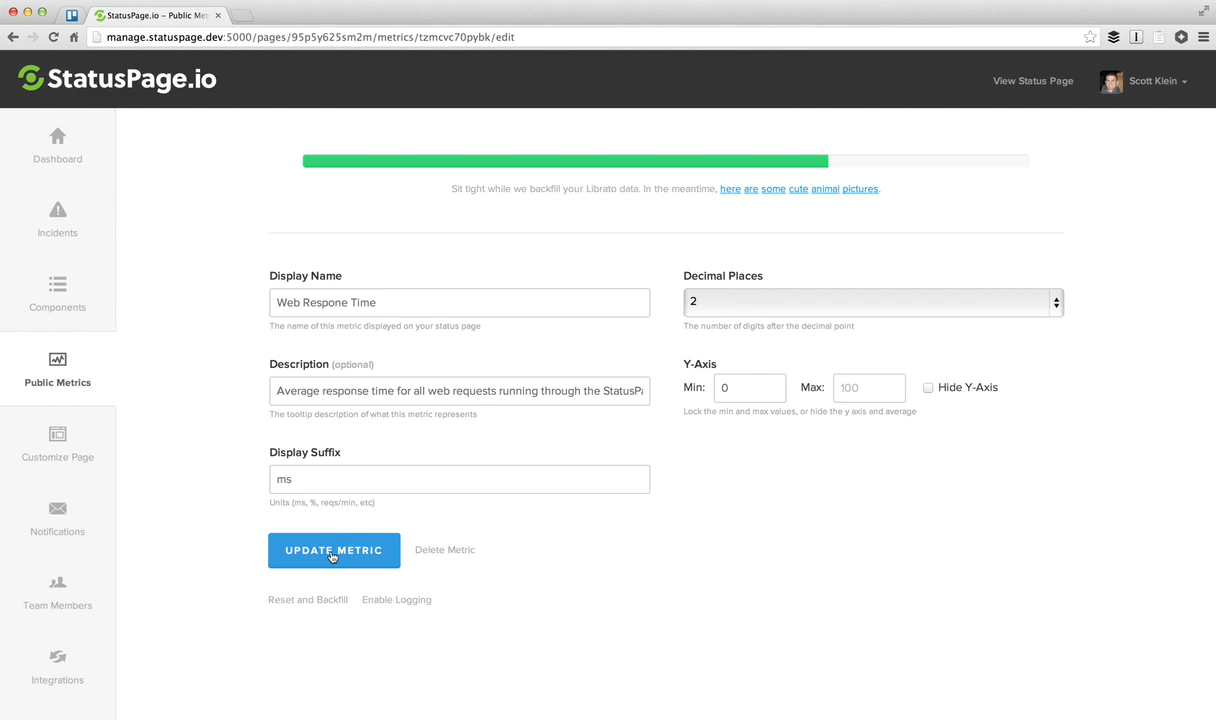 StatusPage.io – Public Met
manage.statuspage.dev:5000/pages/95p5y625sm2m/metrics/tzmcvc70pybk/edit
StatusPage.io
View Status Page
Scott Klein
Dashboard
Incidents
Components
Public Metrics
Customize Page
Notifications
Team Members
Integrations
Sit tight while we backfill your Librato data. In the meantime, here are some cute animal pictures.
Display Name
Web Respone Time
The name of this metric displayed on your status page
Description (optional)
Average response time for all web requests running through the StatusPa
The tooltip description of what this metric represents
Display Suffix
ms
Units (ms, %, reqs/min, etc)
Decimal Places
2
The number of digits after the decimal point
Y-Axis
Min: 0 Max: 100 Hide Y-Axis
Lock the min and max values, or hide the y axis and average
UPDATE METRIC Delete Metric
Reset and Backfill Enable Logging